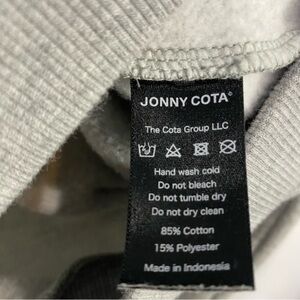 JONNY COTA®
The Cota Group LLC
Hand wash cold
Do not bleach
Do not tumble dry
Do not dry clean
85% Cotton
15% Polyester
Made in Indonesia